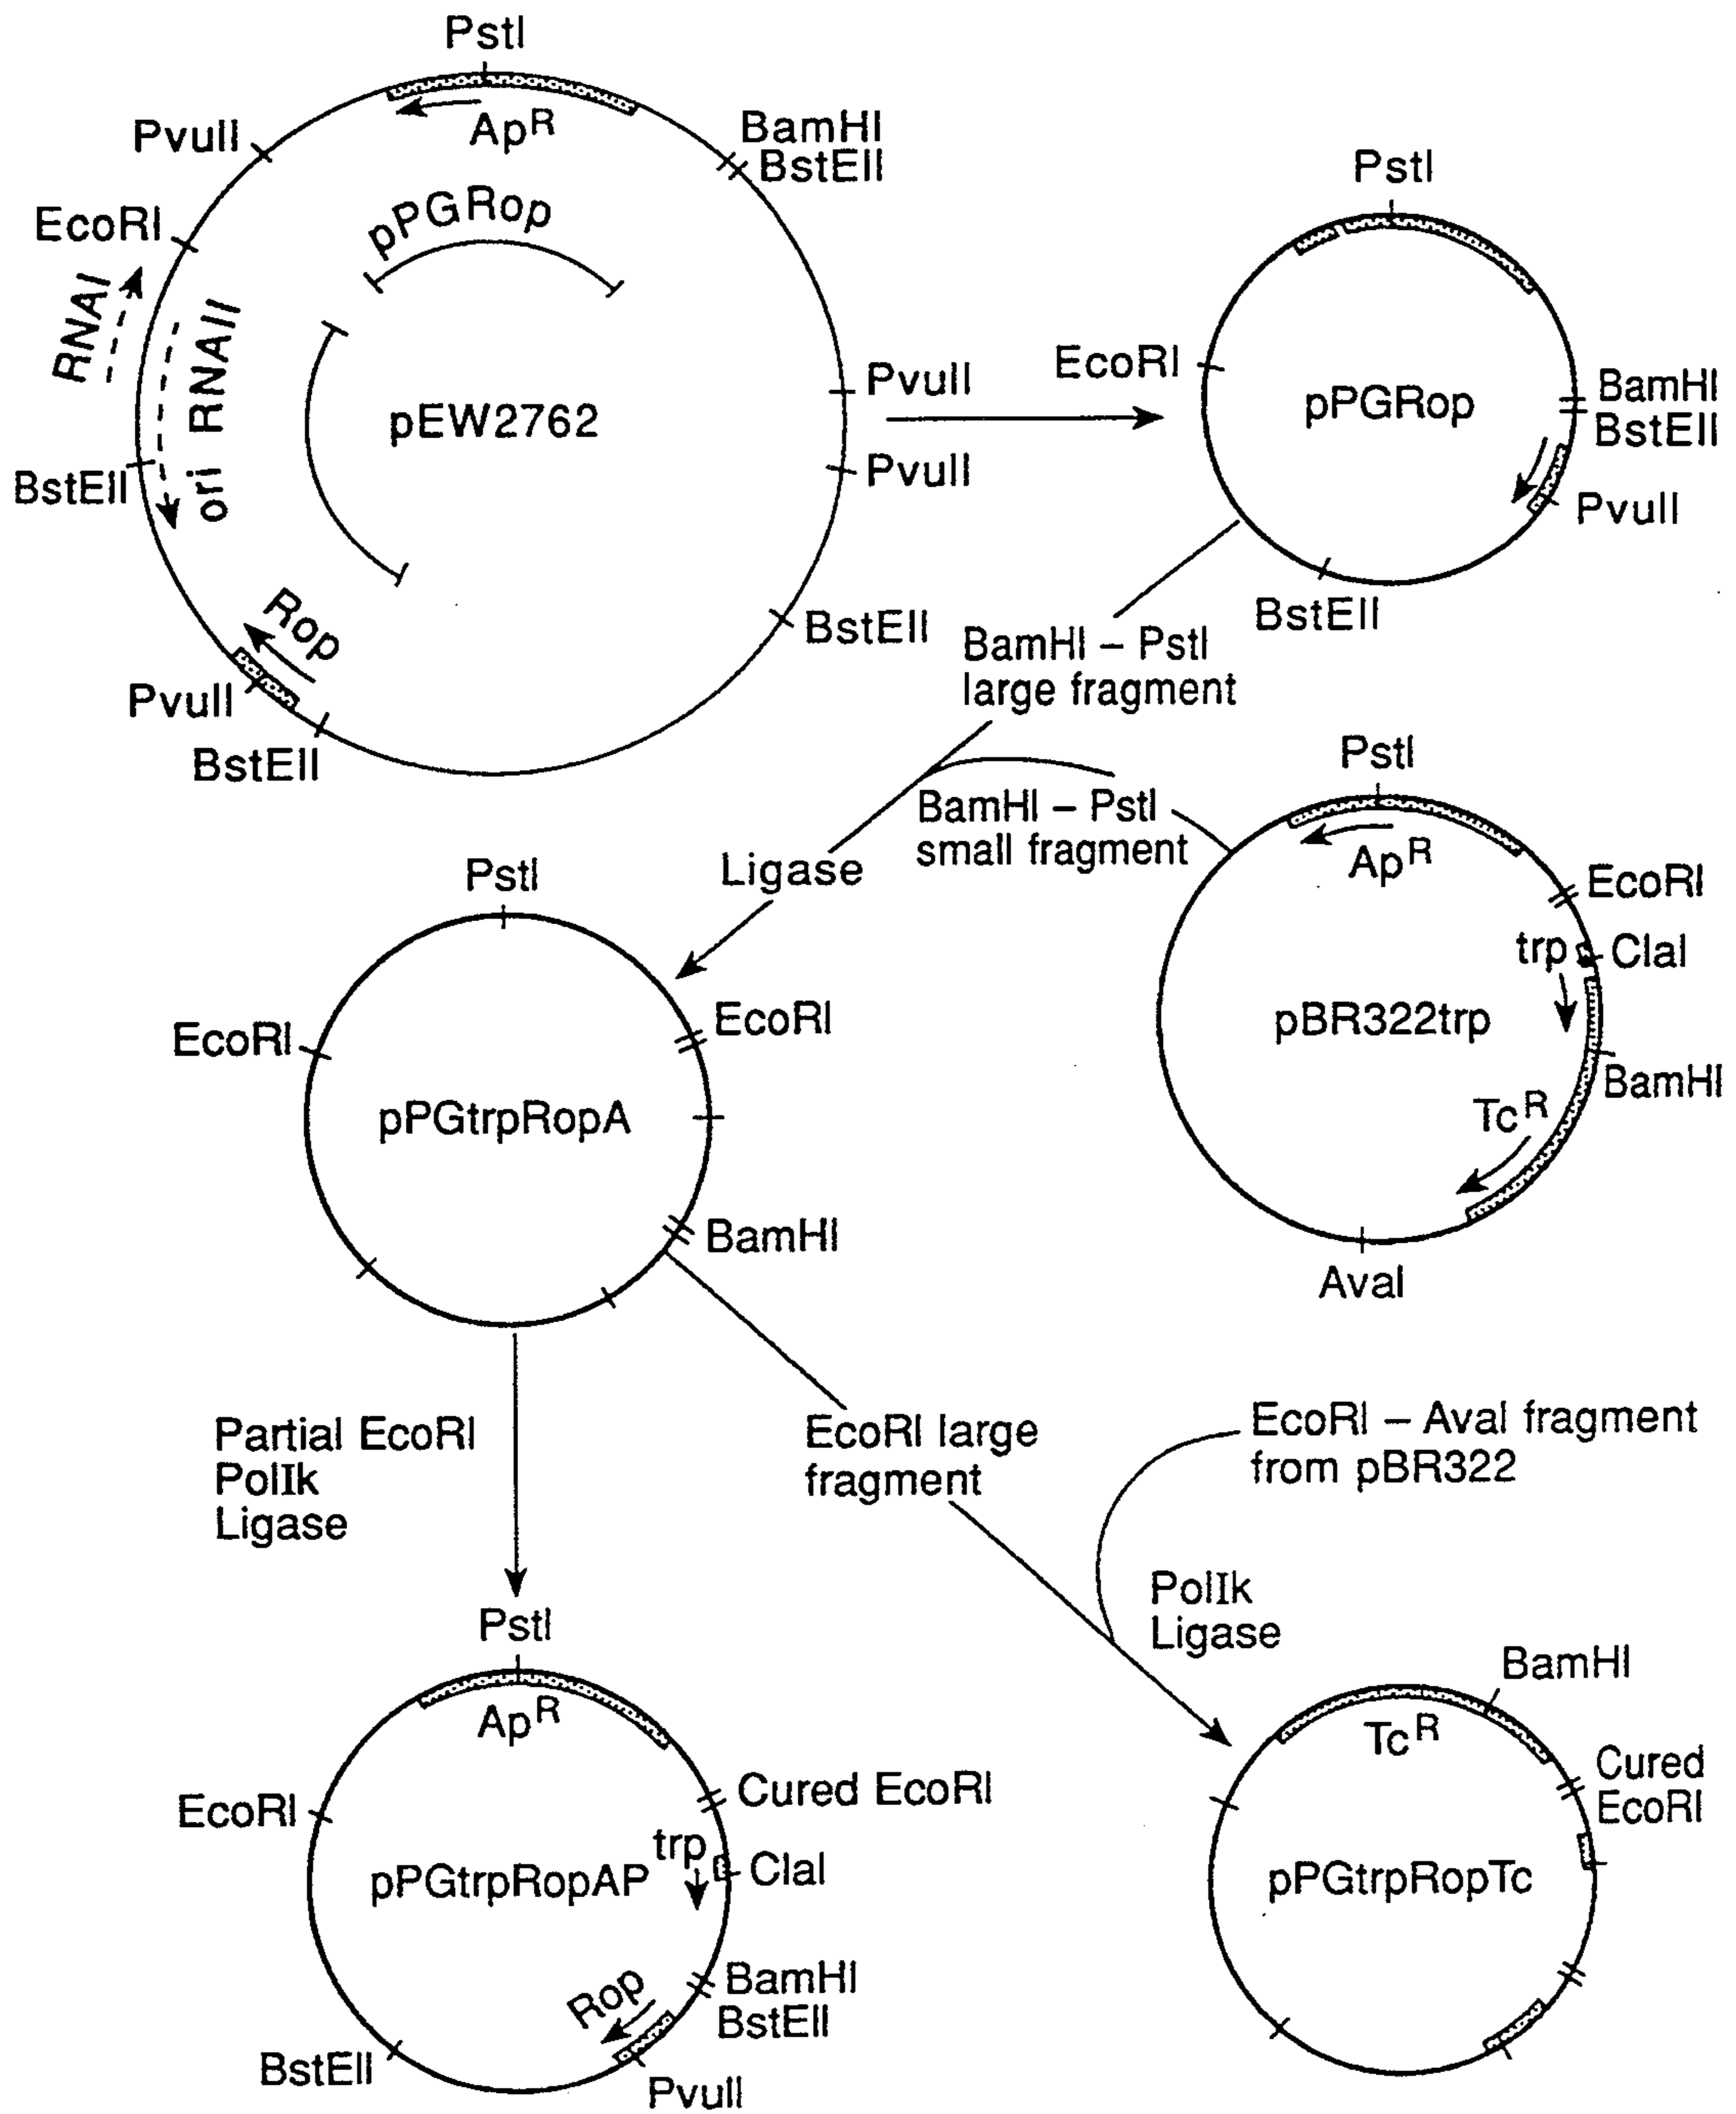 PstI
ApR
PvuII
BamHI
BstEII
EcoRI
pPGRop
RNAI
ori RNAII
pEW2762
PvuII
PvuII
BstEII
BstEII
Rop
PvuII
BstEII
PstI
EcoRI
pPGRop
BamHI
BstEII
PvuII
BstEII
BamHI – PstI
large fragment
BamHI – PstI
small fragment
Ligase
PstI
ApR
EcoRI
trp
ClaI
pBR322trp
BamHI
TcR
AvaI
PstI
EcoRI
EcoRI
pPGtrpRopA
BamHI
Partial EcoRI
PolIk
Ligase
EcoRI large
fragment
EcoRI – AvaI fragment
from pBR322
PolIk
Ligase
PstI
ApR
EcoRI
Cured EcoRI
trp
ClaI
pPGtrpRopAP
Rop
BamHI
BstEII
BstEII
PvuII
BamHI
TcR
Cured
EcoRI
pPGtrpRopTc